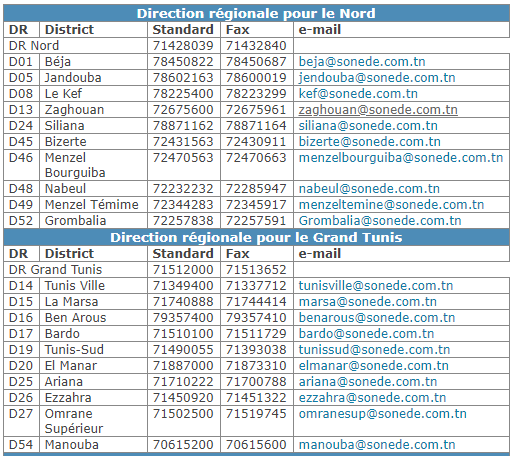 Direction régionale pour le Nord
DR District Standard Fax e-mail
DR Nord 71428039 71432840
D01 Béja 78450822 78450687 beja@sonede.com.tn
D05 Jandouba 78602163 78600019 jendouba@sonede.com.tn
D08 Le Kef 78225400 78223299 kef@sonede.com.tn
D13 Zaghouan 72675600 72675961 zaghouan@sonede.com.tn
D24 Siliana 78871162 78871164 siliana@sonede.com.tn
D45 Bizerte 72431563 72430911 bizerte@sonede.com.tn
D46 Menzel 72470563 72470663 menzelbourguiba@sonede.com.tn
Bourguiba
D48 Nabeul 72232232 72285947 nabeul@sonede.com.tn
D49 Menzel Témime 72344283 72345917 menzeltemine@sonede.com.tn
D52 Grombalia 72257838 72257591 Grombalia@sonede.com.tn
Direction régionale pour le Grand Tunis
DR District Standard Fax e-mail
DR Grand Tunis 71512000 71513652
D14 Tunis Ville 71349400 71337712 tunisville@sonede.com.tn
D15 La Marsa 71740888 71744414 marsa@sonede.com.tn
D16 Ben Arous 79357400 79357410 benarous@sonede.com.tn
D17 Bardo 71510100 71511729 bardo@sonede.com.tn
D19 Tunis-Sud 71490055 71393038 tunissud@sonede.com.tn
D20 El Manar 71887000 71873310 elmanar@sonede.com.tn
D25 Ariana 71710222 71700788 ariana@sonede.com.tn
D26 Ezzahra 71450920 71451322 ezzahra@sonede.com.tn
D27 Omrane 71502500 71519745 omranesup@sonede.com.tn
Supérieur
D54 Manouba 70615200 70615600 manouba@sonede.com.tn